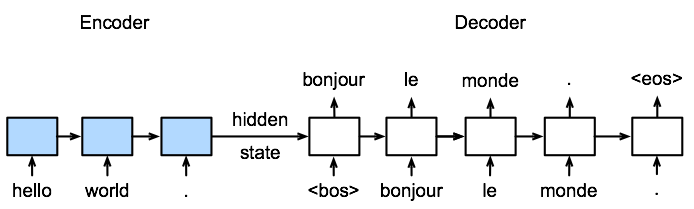 Encoder Decoder
bonjour le monde . <eos>
hidden
state
hello world . <bos> bonjour le monde .